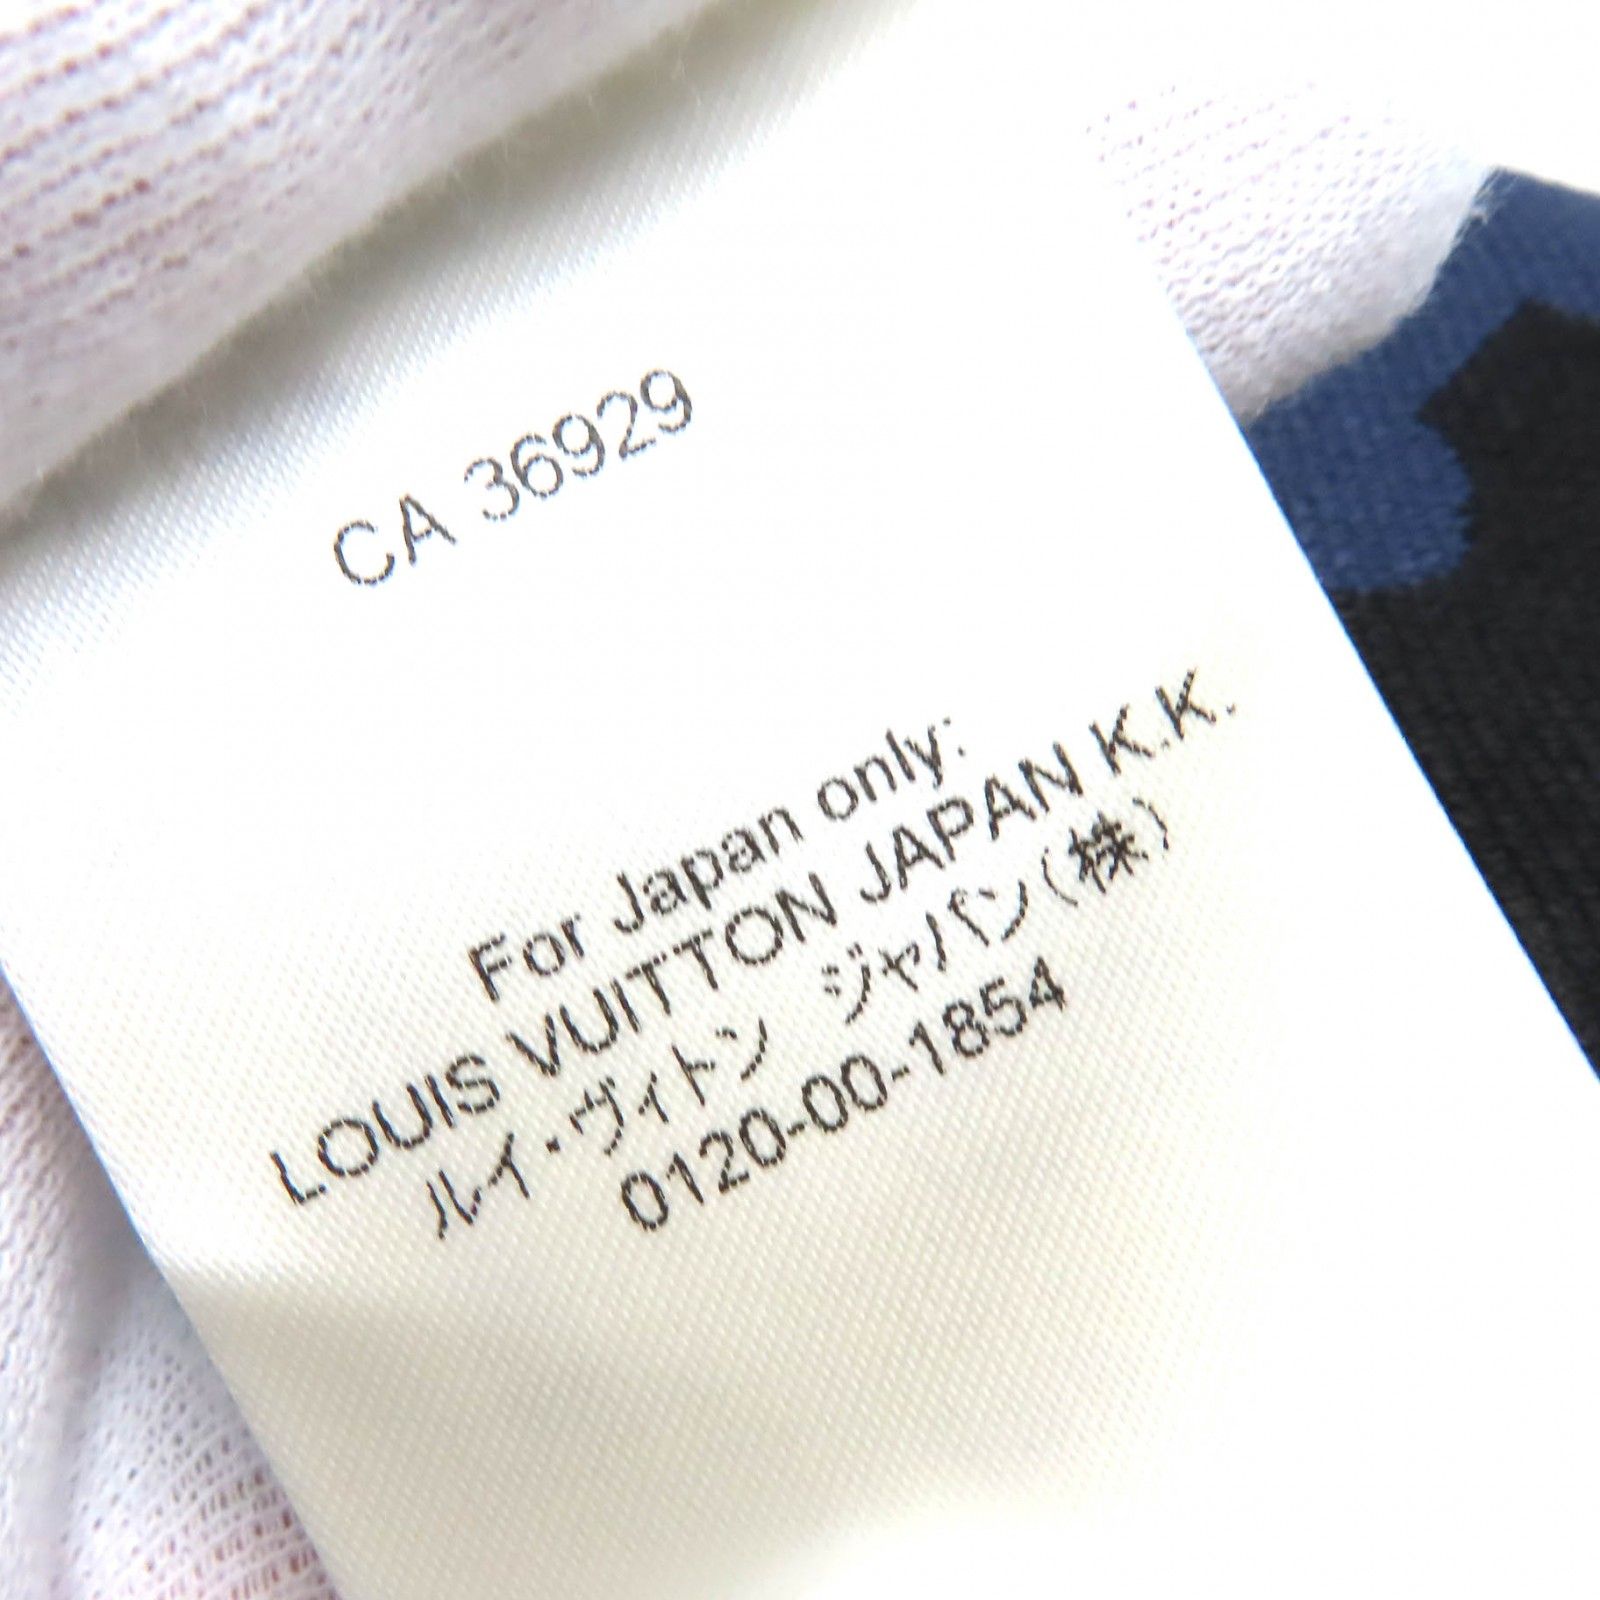 CA 36929
For Japan only:
LOUIS VUITTON JAPAN K.K.
ルイ・ヴィトン ジャパン(株)
0120-00-1854